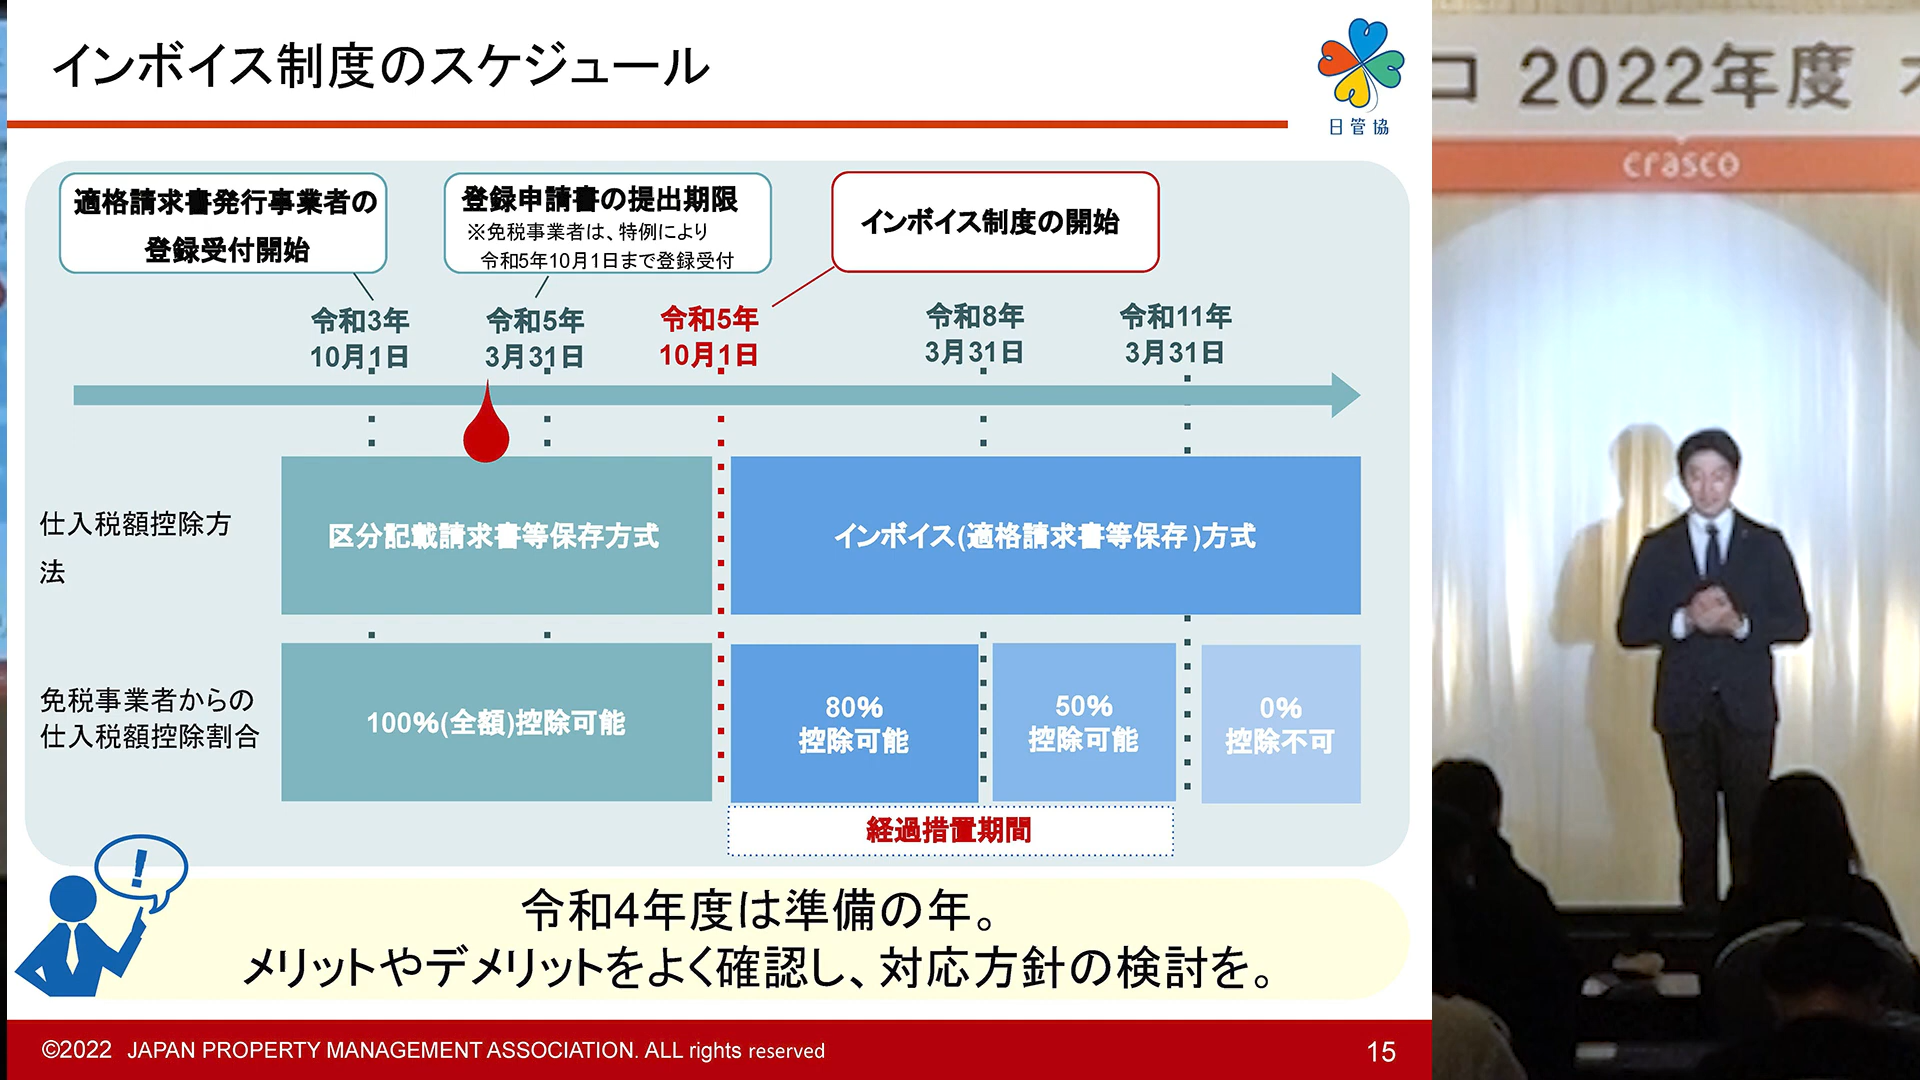 インボイス制度のスケジュール
日管協
適格請求書発行事業者の
登録受付開始
登録申請書の提出期限
※免税事業者は、特例により
令和5年10月1日まで登録受付
インボイス制度の開始
令和3年
10月1日
令和5年
3月31日
令和5年
10月1日
令和8年
3月31日
令和11年
3月31日
仕入税額控除方
法
区分記載請求書等保存方式
インボイス(適格請求書等保存)方式
免税事業者からの
仕入税額控除割合
100%(全額)控除可能
80%
控除可能
50%
控除可能
0%
控除不可
経過措置期間
!
令和4年度は準備の年。
メリットやデメリットをよく確認し、対応方針の検討を。
©2022 JAPAN PROPERTY MANAGEMENT ASSOCIATION. ALL rights reserved
15
コ 2022年度
crasco